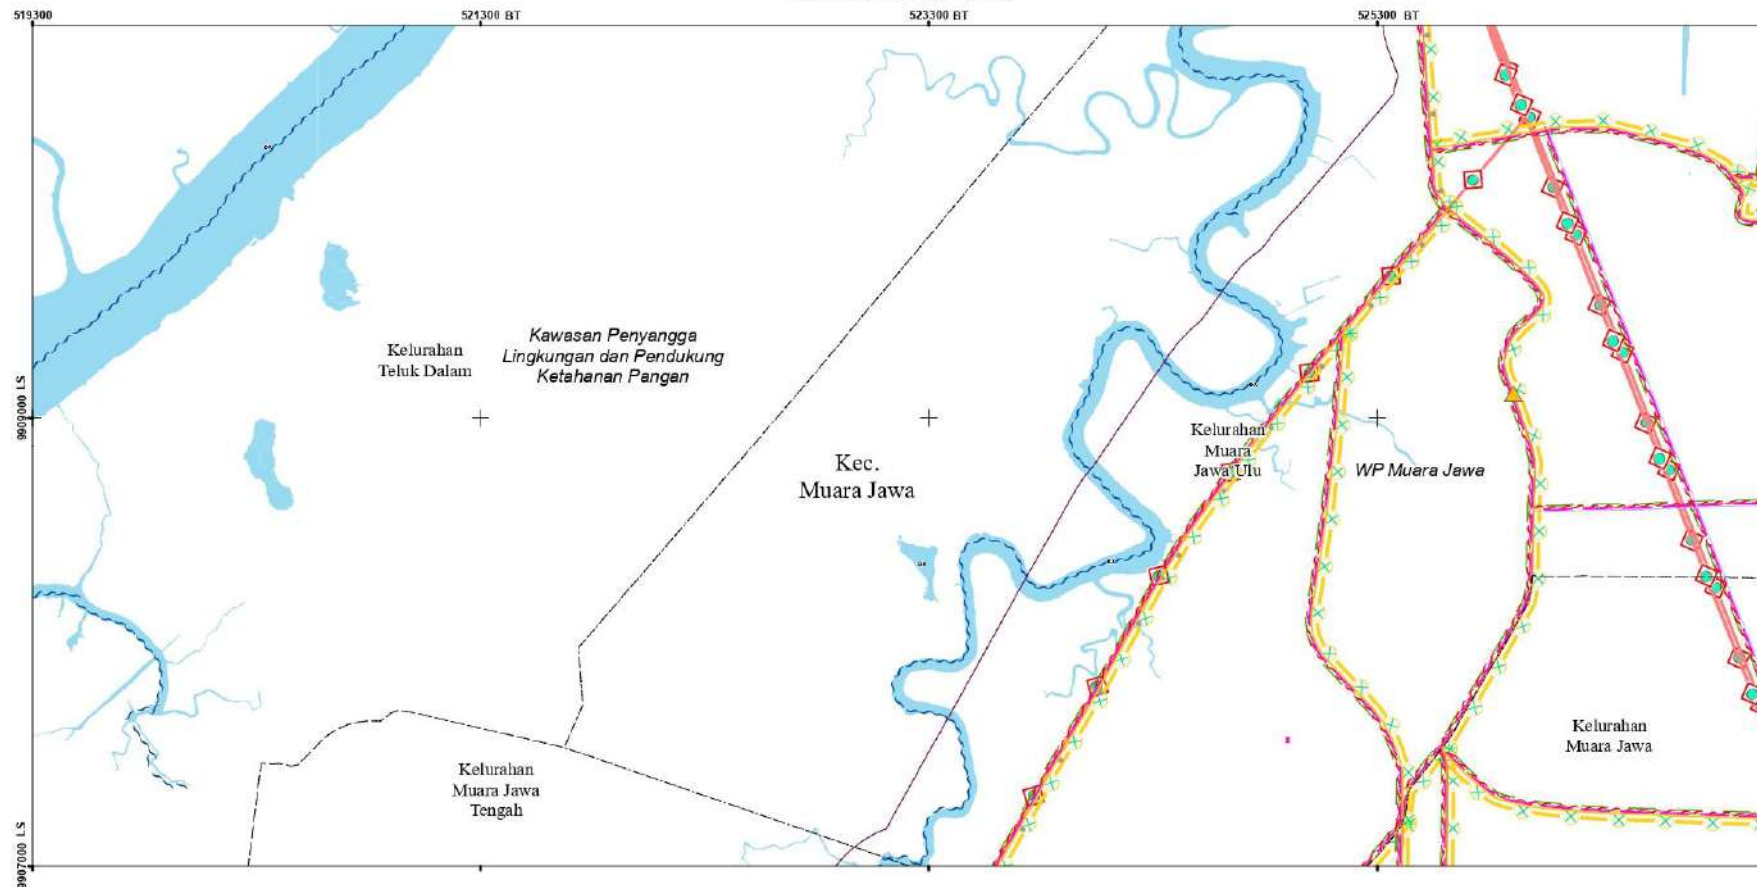 519300
521300 BT
523300 BT
525300 BT
Kawasan Penyangga
Lingkungan dan Pendukung
Ketahanan Pangan
Kelurahan
Teluk Dalam
9909000 LS
Kec.
Muara Jawa
Kelurahan
Muara
Jawa Ulu
WP Muara Jawa
Kelurahan
Muara Jawa
Kelurahan
Muara Jawa
Tengah
9907000 LS